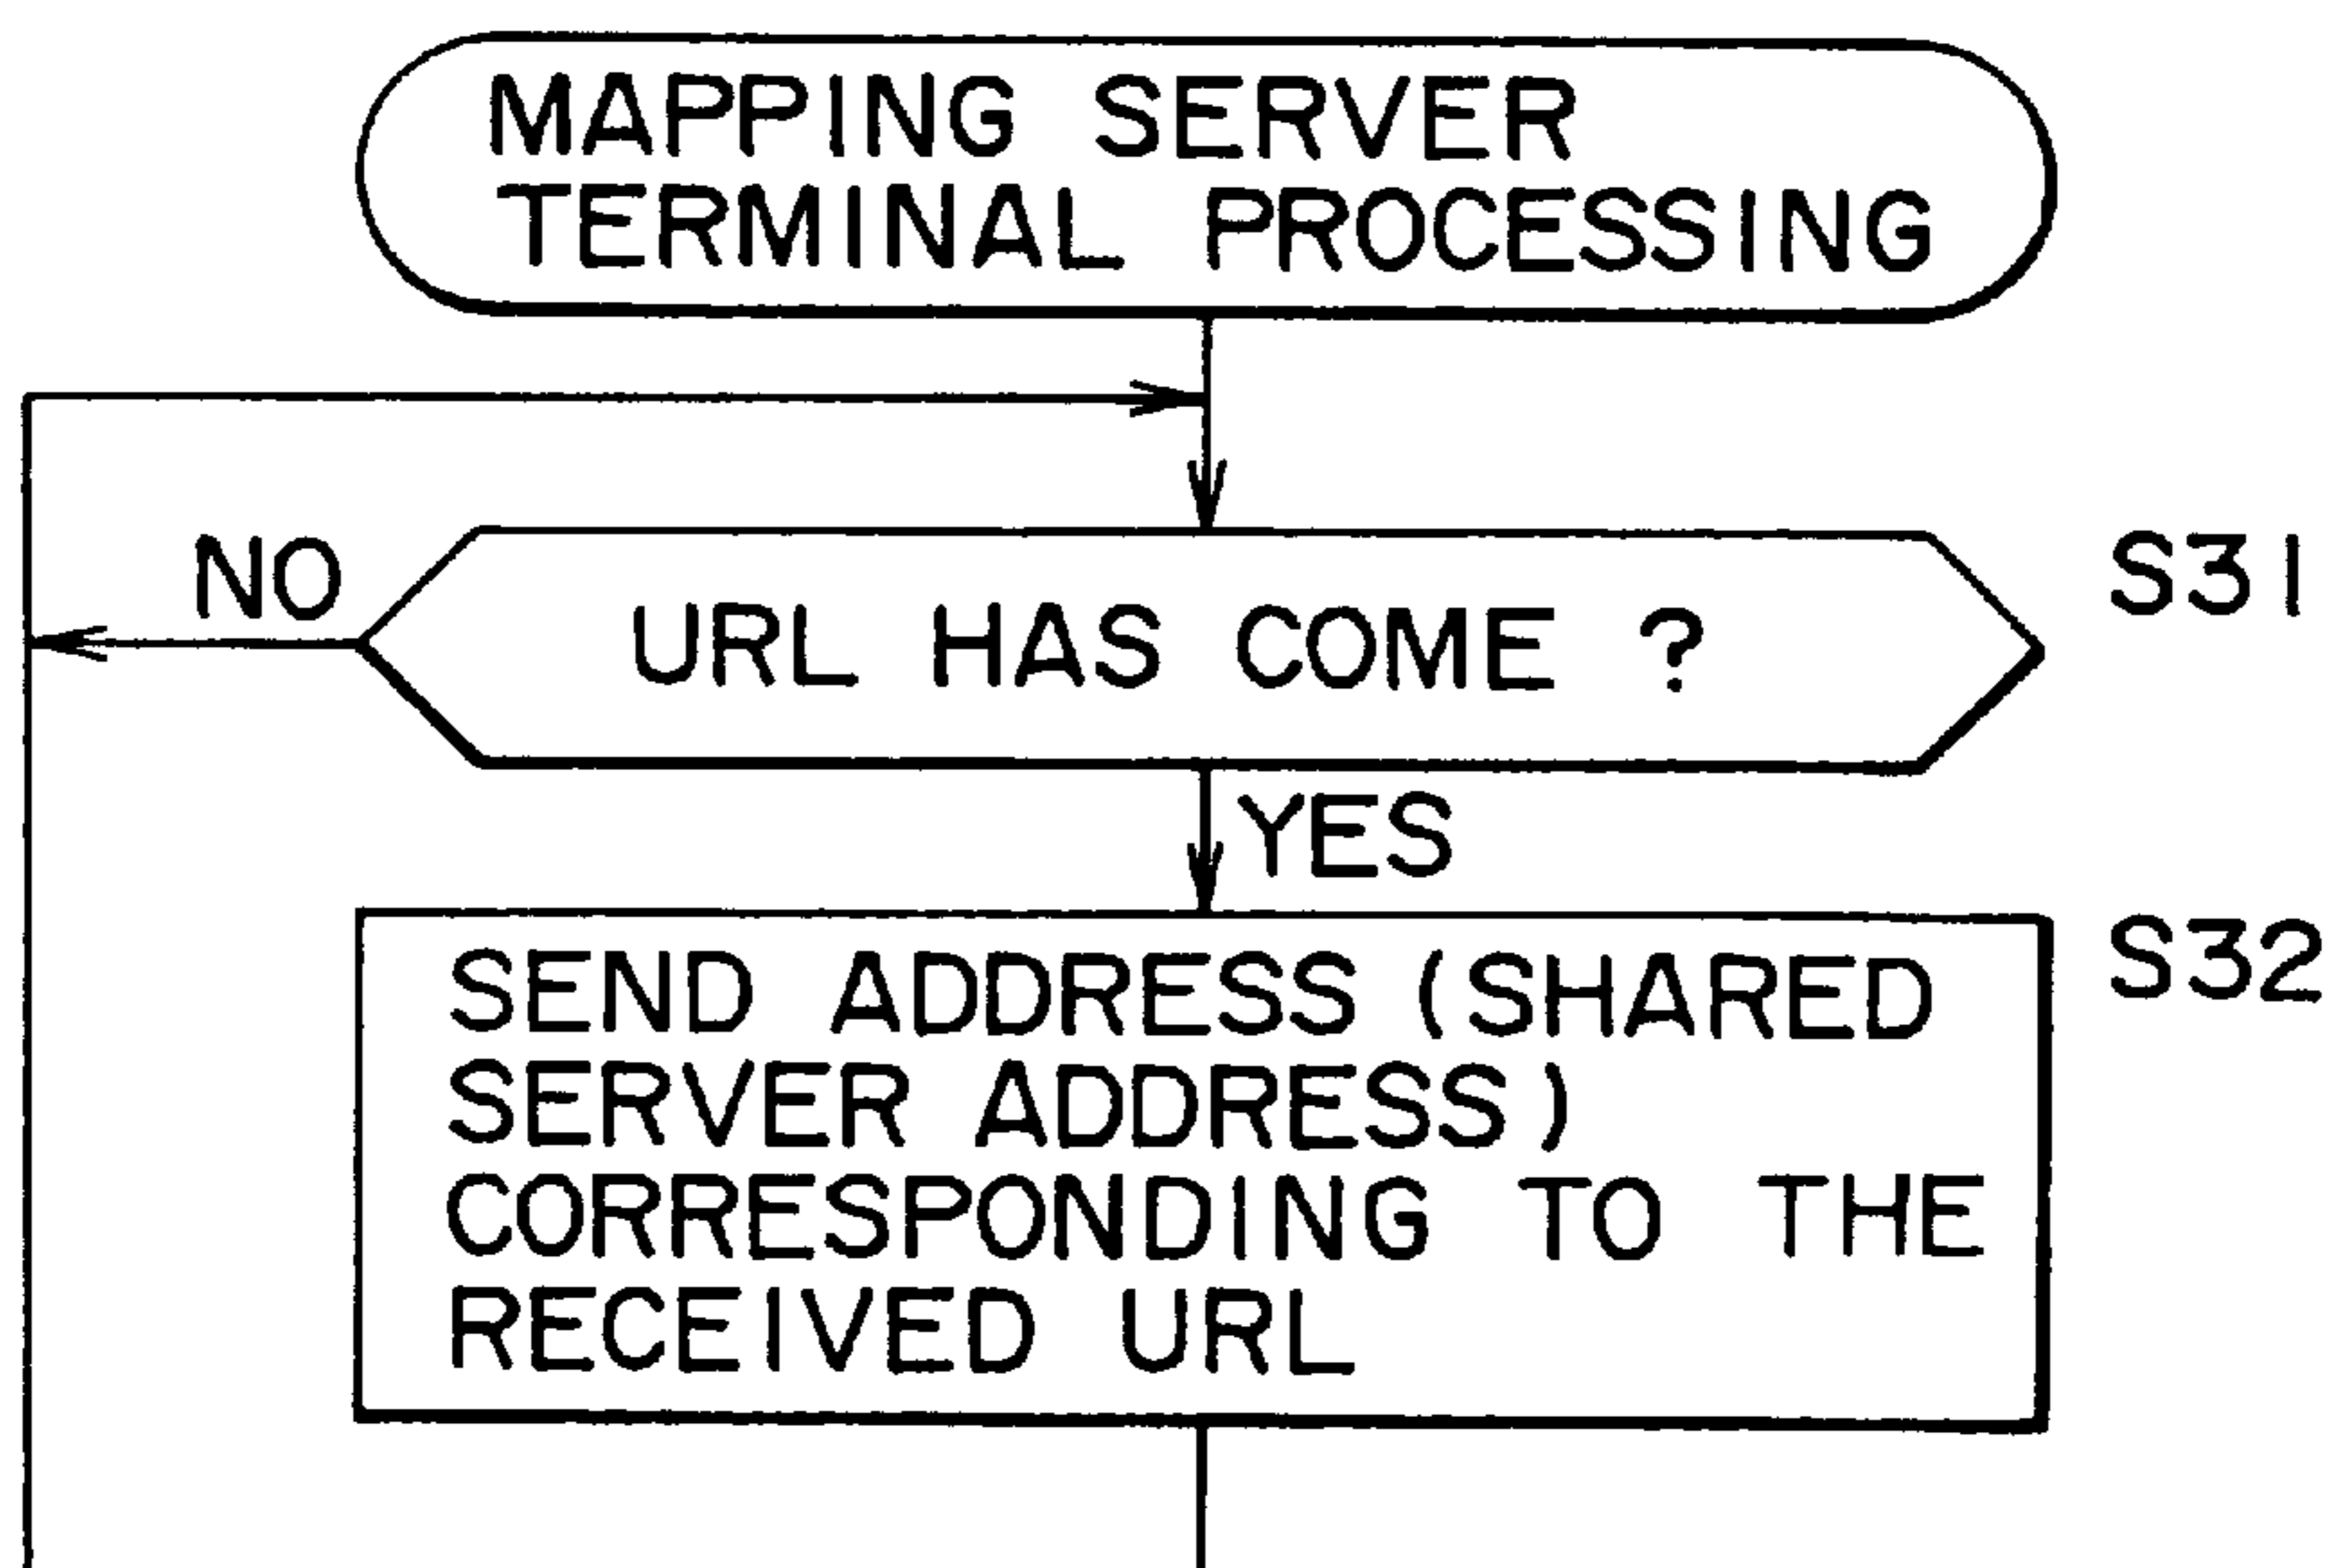 MAPPING SERVER
TERMINAL PROCESSING
NO
URL HAS COME ?
S31
YES
S32
SEND ADDRESS (SHARED
SERVER ADDRESS)
CORRESPONDING TO THE
RECEIVED URL